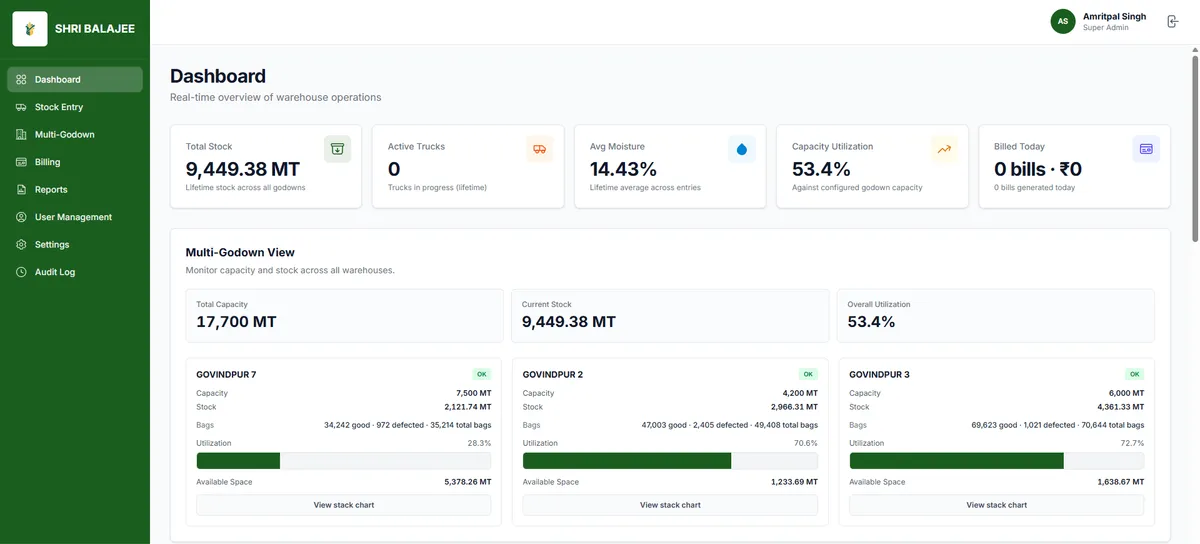 SHRI BALAJEE
Dashboard
Stock Entry
Multi-Godown
Billing
Reports
User Management
Settings
Audit Log
AS
Amritpal Singh
Super Admin
Dashboard
Real-time overview of warehouse operations
Total Stock
9,449.38 MT
Lifetime stock across all godowns
Active Trucks
0
Trucks in progress (lifetime)
Avg Moisture
14.43%
Lifetime average across entries
Capacity Utilization
53.4%
Against configured godown capacity
Billed Today
0 bills · ₹0
0 bills generated today
Multi-Godown View
Monitor capacity and stock across all warehouses.
Total Capacity
17,700 MT
Current Stock
9,449.38 MT
Overall Utilization
53.4%
GOVINDPUR 7 OK
Capacity 7,500 MT
Stock 2,121.74 MT
Bags 34,242 good · 972 defected · 35,214 total bags
Utilization 28.3%
Available Space 5,378.26 MT
View stack chart
GOVINDPUR 2 OK
Capacity 4,200 MT
Stock 2,966.31 MT
Bags 47,003 good · 2,405 defected · 49,408 total bags
Utilization 70.6%
Available Space 1,233.69 MT
View stack chart
GOVINDPUR 3 OK
Capacity 6,000 MT
Stock 4,361.33 MT
Bags 69,623 good · 1,021 defected · 70,644 total bags
Utilization 72.7%
Available Space 1,638.67 MT
View stack chart